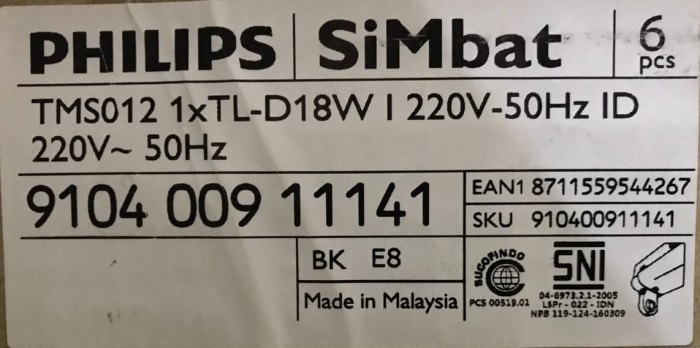 PHILIPS SiMbat 6 pcs
TMS012 1xTL-D18W I 220V-50Hz ID
220V~ 50Hz
9104 009 11141
EAN1 8711559544267
SKU 910400911141
BK E8
Made in Malaysia
SUCOFINDO
PCS 00519.01
SNI
04-6973.2.1-2005
LSPr - 022 - IDN
NPB 119-124-160309